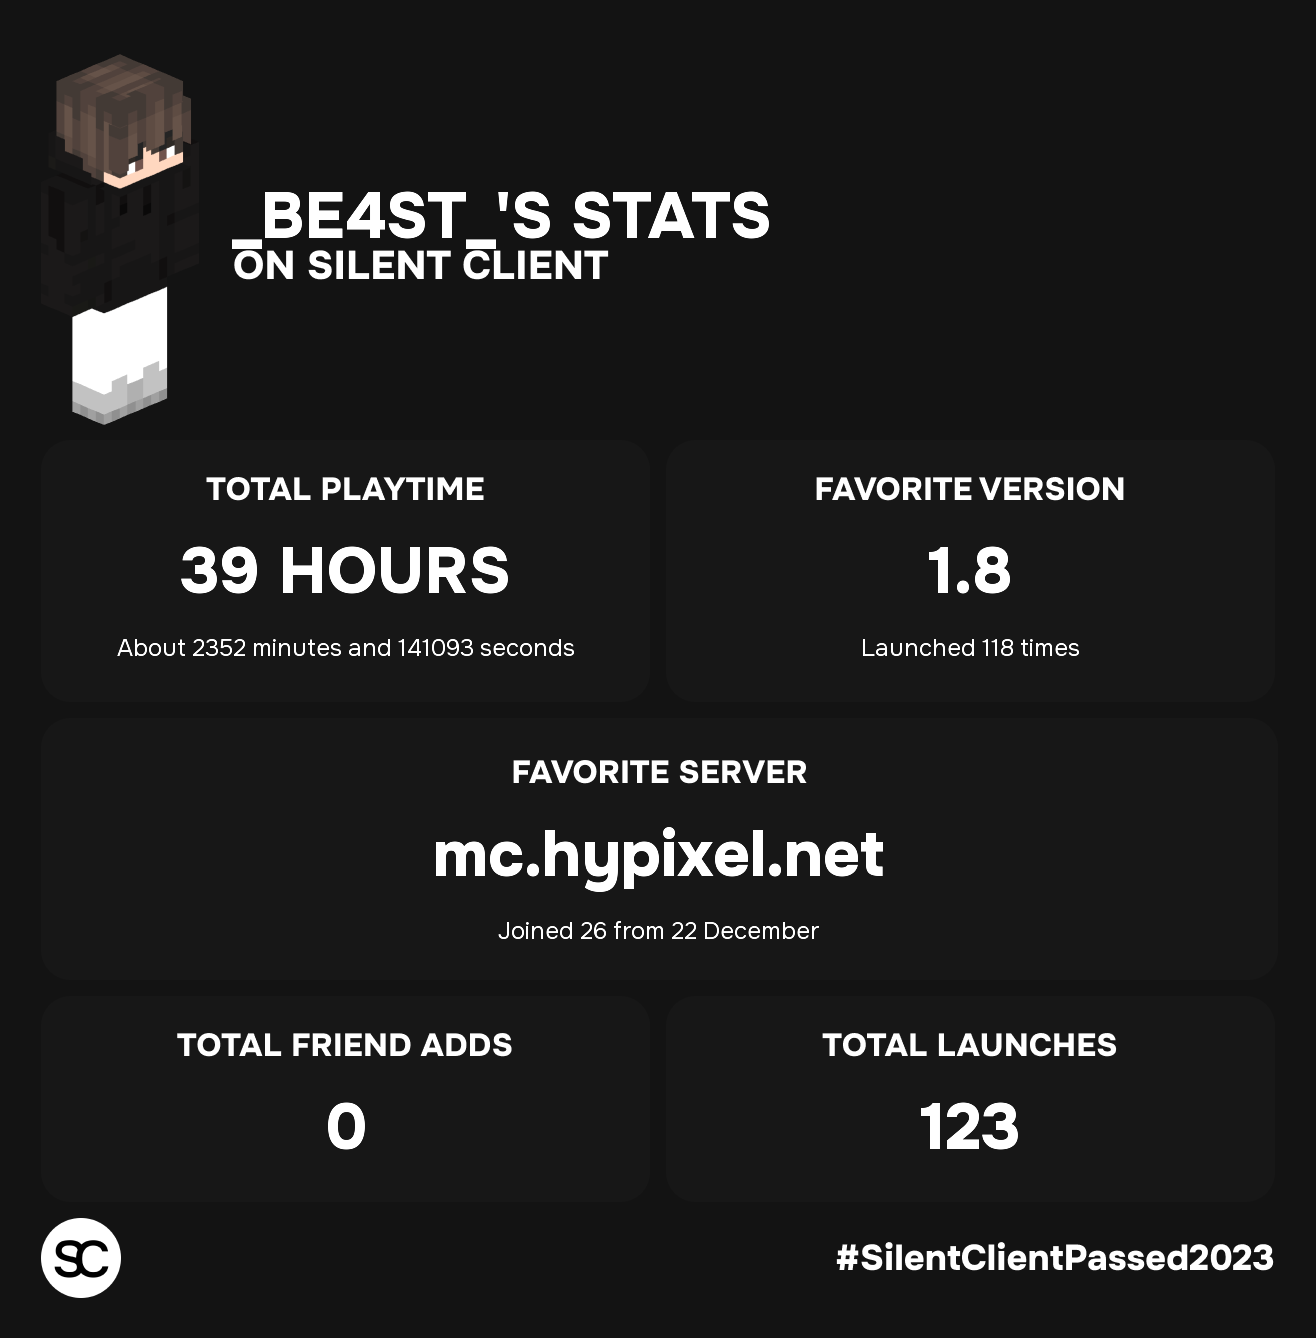 _BE4ST_'S STATS
ON SILENT CLIENT
TOTAL PLAYTIME
39 HOURS
About 2352 minutes and 141093 seconds
FAVORITE VERSION
1.8
Launched 118 times
FAVORITE SERVER
mc.hypixel.net
Joined 26 from 22 December
TOTAL FRIEND ADDS
0
TOTAL LAUNCHES
123
SC
#SilentClientPassed2023